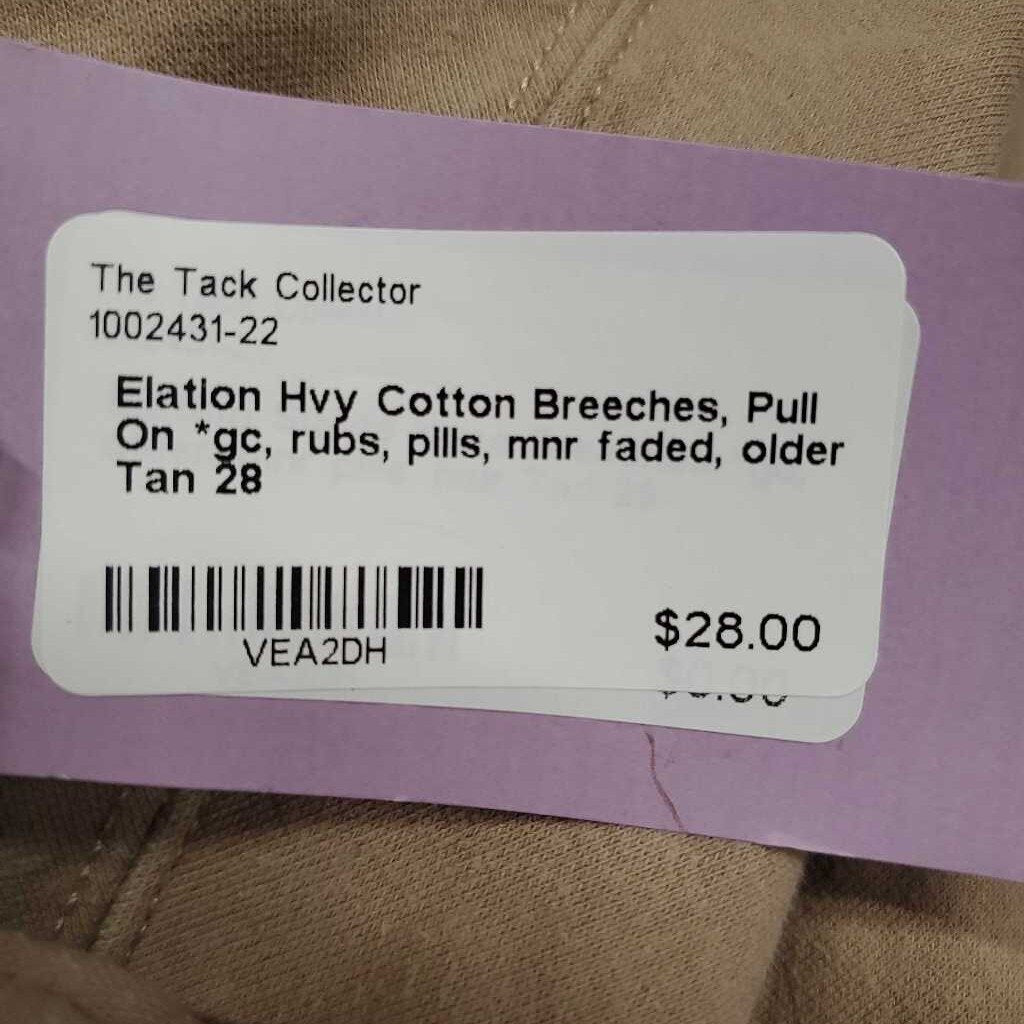 The Tack Collector
1002431-22
Elation Hvy Cotton Breeches, Pull
On *gc, rubs, pills, mnr faded, older
Tan 28
VEA2DH
$28.00